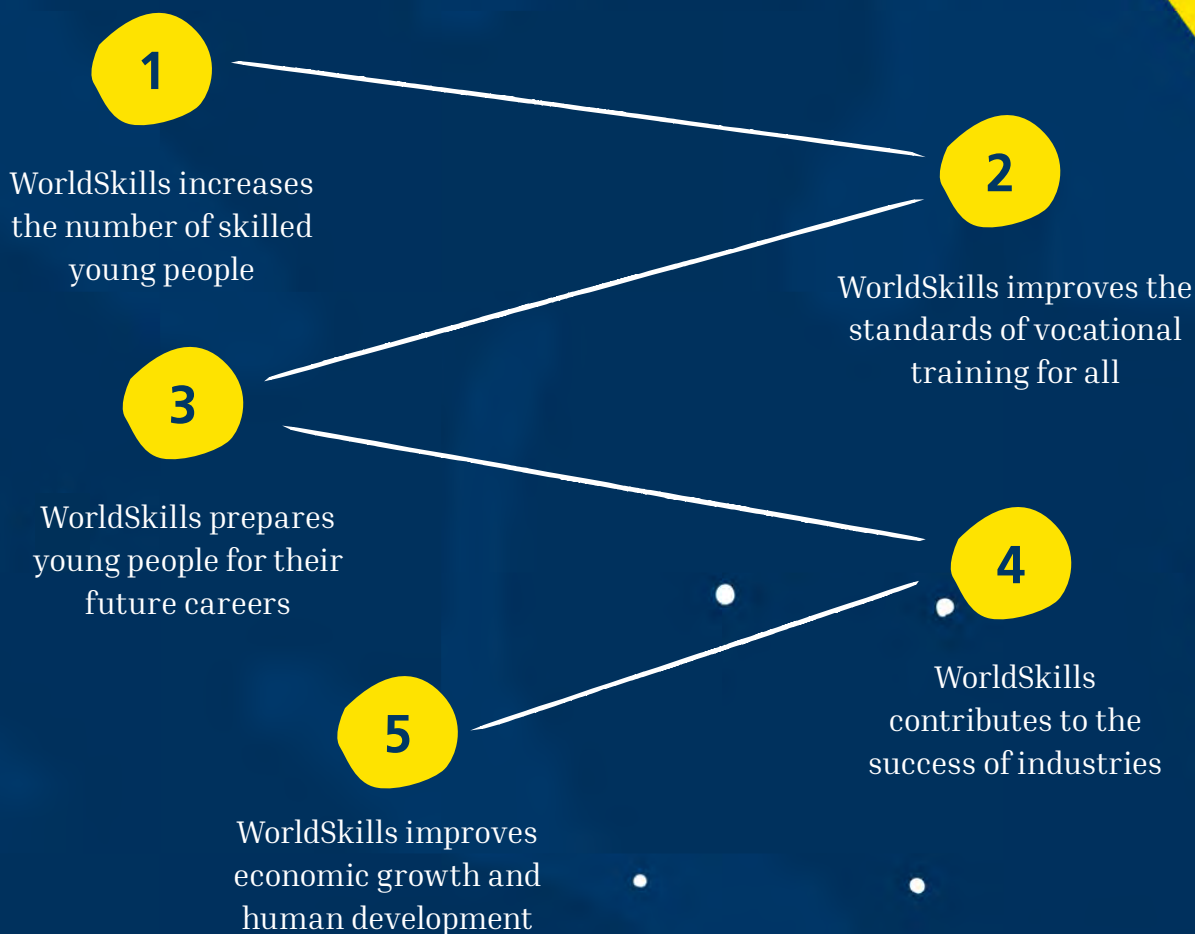 1
WorldSkills increases
the number of skilled
young people
2
WorldSkills improves the
standards of vocational
training for all
3
WorldSkills prepares
young people for their
future careers
4
WorldSkills
contributes to the
success of industries
5
WorldSkills improves
economic growth and
human development